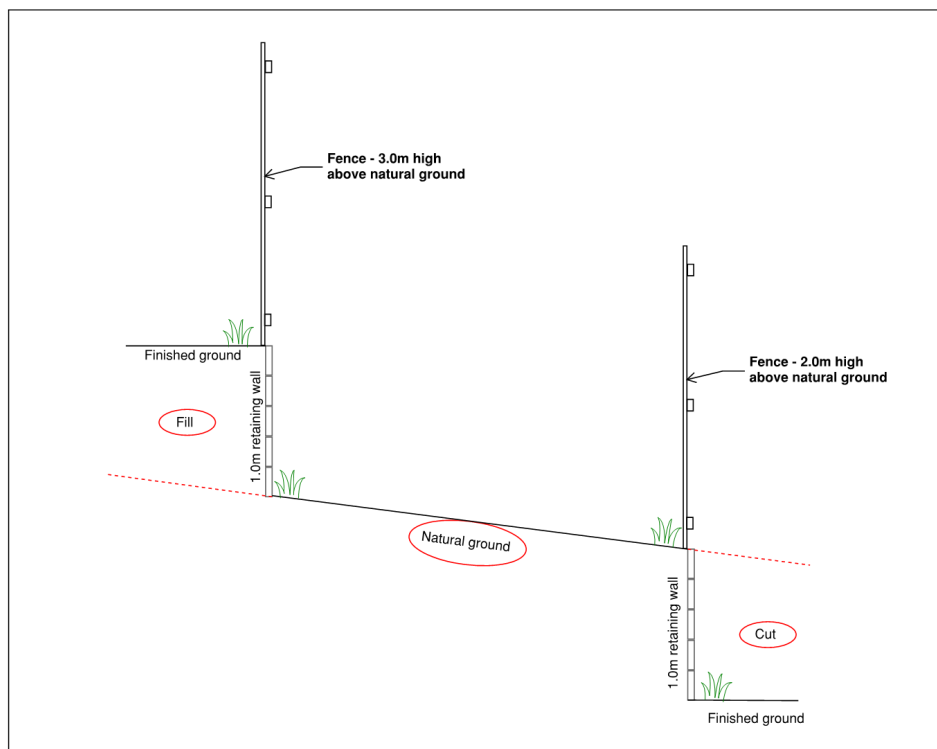 Fence - 3.0m high
above natural ground
Finished ground
1.0m retaining wall
Fill
Natural ground
Fence - 2.0m high
above natural ground
1.0m retaining wall
Cut
Finished ground